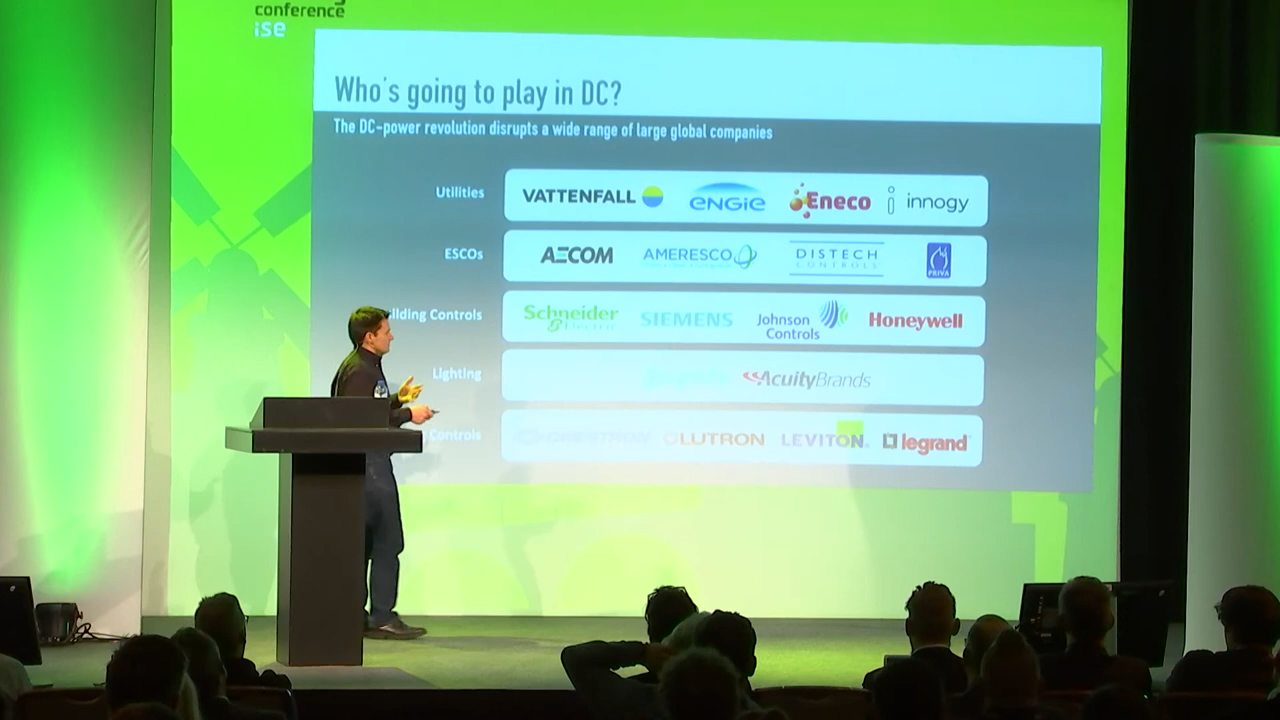 conference
ise
Who's going to play in DC?
The DC-power revolution disrupts a wide range of large global companies
Utilities
VATTENFALL ENGIE Eneco innogy
ESCOs
AECOM AMERESCO DISTECH CONTROLS PRIVA
ilding Controls
Schneider Electric SIEMENS Johnson Controls Honeywell
Lighting
AcuityBrands
Controls
CRESTRON LUTRON LEVITON legrand